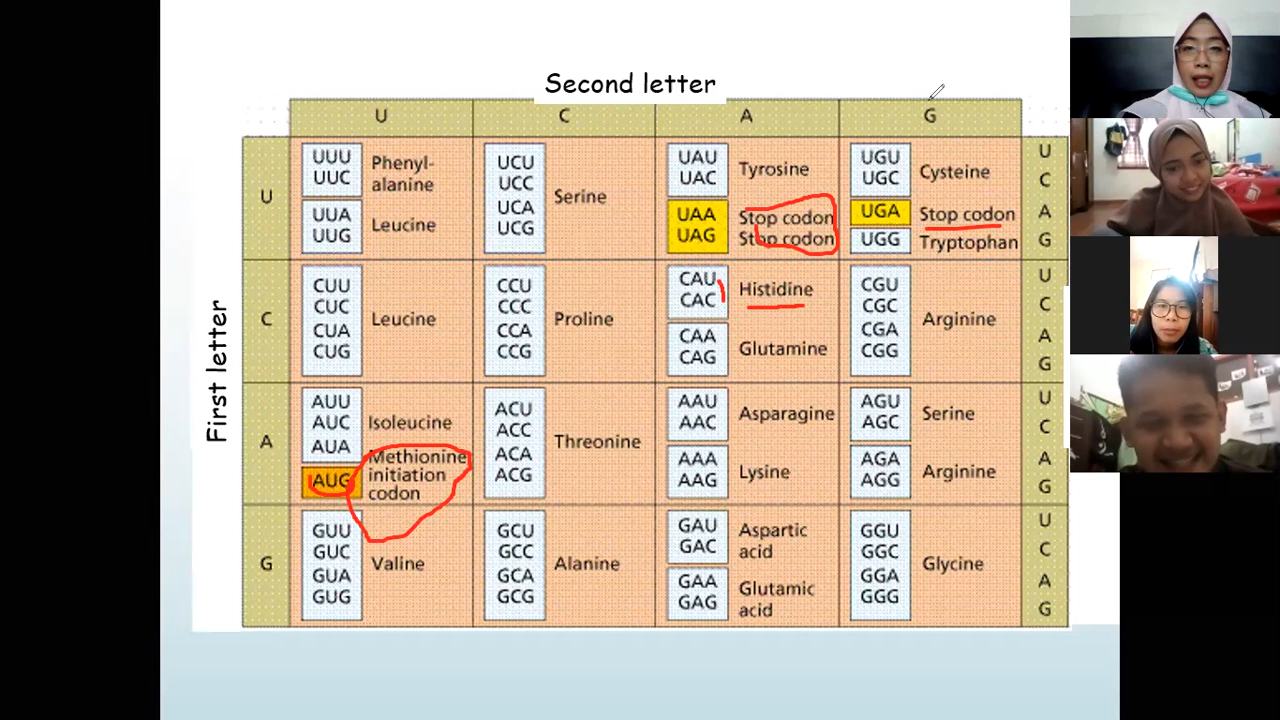 Second letter
U C A G
First letter
U
UUU
UUC
Phenyl-
alanine
UUA
UUG
Leucine
UCU
UCC
UCA
UCG
Serine
UAU
UAC
Tyrosine
UAA
UAG
Stop codon
Stop codon
UGU
UGC
Cysteine
UGA
Stop codon
UGG
Tryptophan
U
C
A
G
C
CUU
CUC
CUA
CUG
Leucine
CCU
CCC
CCA
CCG
Proline
CAU
CAC
Histidine
CAA
CAG
Glutamine
CGU
CGC
CGA
CGG
Arginine
U
C
A
G
A
AUU
AUC
AUA
Isoleucine
AUG
Methionine
initiation
codon
ACU
ACC
ACA
ACG
Threonine
AAU
AAC
Asparagine
AAA
AAG
Lysine
AGU
AGC
Serine
AGA
AGG
Arginine
U
C
A
G
G
GUU
GUC
GUA
GUG
Valine
GCU
GCC
GCA
GCG
Alanine
GAU
GAC
Aspartic
acid
GAA
GAG
Glutamic
acid
GGU
GGC
GGA
GGG
Glycine
U
C
A
G